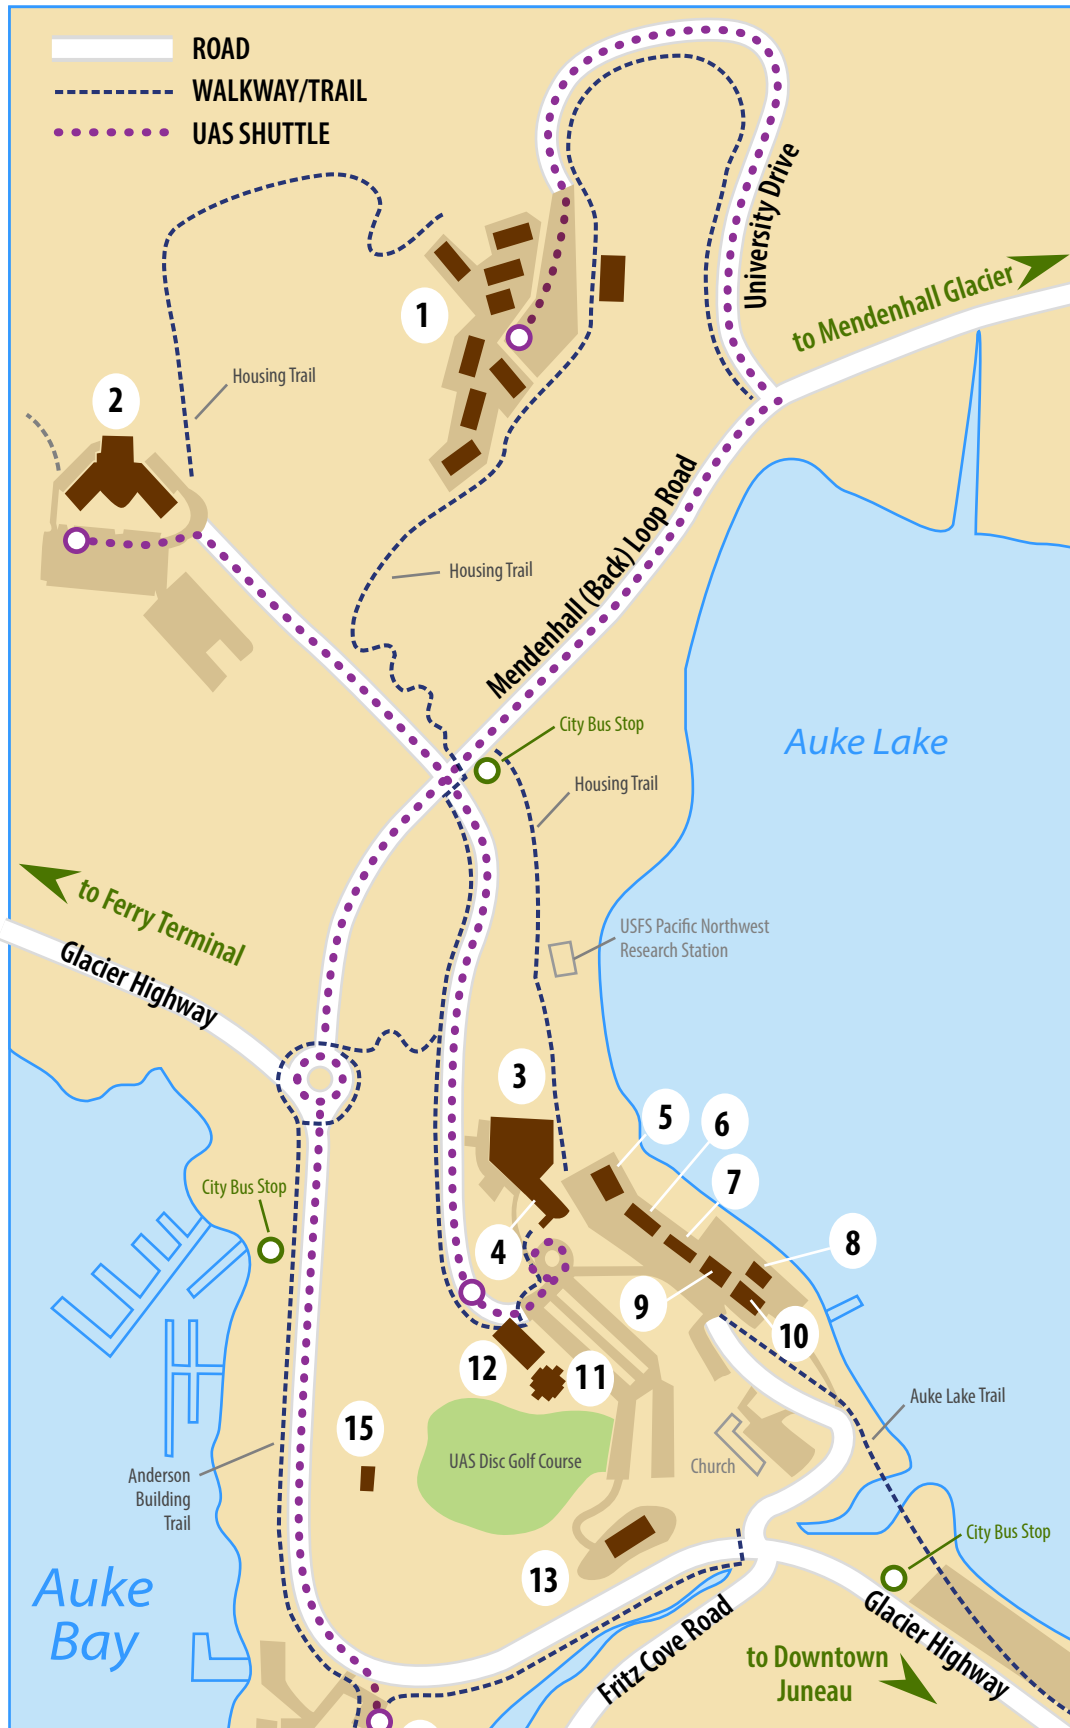 ROAD
WALKWAY/TRAIL
UAS SHUTTLE
University Drive
to Mendenhall Glacier
1
Housing Trail
2
Mendenhall (Back) Loop Road
Housing Trail
City Bus Stop
Auke Lake
Housing Trail
to Ferry Terminal
Glacier Highway
USFS Pacific Northwest
Research Station
3
5
6
7
City Bus Stop
4
8
9
10
12
11
15
Auke Lake Trail
UAS Disc Golf Course
Church
Anderson
Building
Trail
City Bus Stop
13
Auke
Bay
Fritz Cove Road
Glacier Highway
to Downtown
Juneau